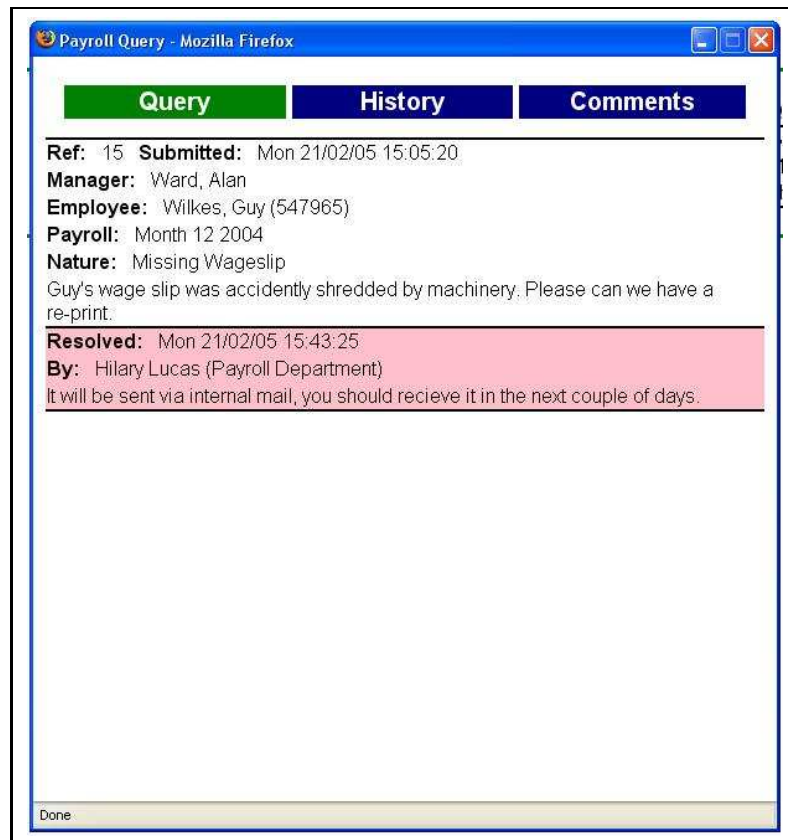 Payroll Query - Mozilla Firefox
Query History Comments
Ref: 15 Submitted: Mon 21/02/05 15:05:20
Manager: Ward, Alan
Employee: Wilkes, Guy (547965)
Payroll: Month 12 2004
Nature: Missing Wageslip
Guy's wage slip was accidently shredded by machinery. Please can we have a
re-print.
Resolved: Mon 21/02/05 15:43:25
By: Hilary Lucas (Payroll Department)
It will be sent via internal mail, you should recieve it in the next couple of days.
Done